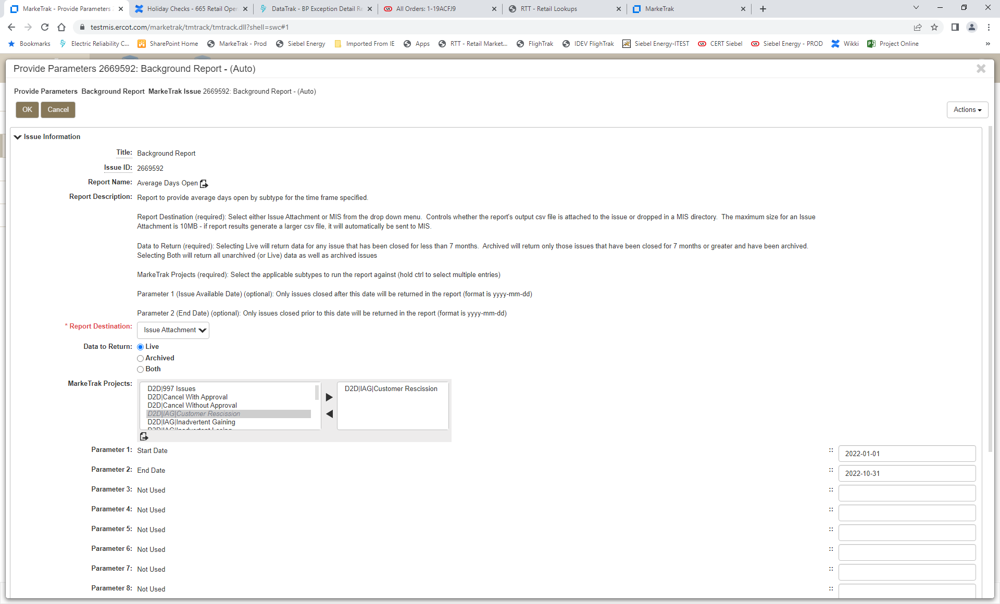 MarkeTrak - Provide Parameters
Holiday Checks - 665 Retail Oper
DataTrak - BP Exception Detail Re
All Orders: 1-19ACFJ9
RTT - Retail Lookups
MarkeTrak
testmis.ercot.com/marketrak/tmtrack/tmtrack.dll?shell=swc#1
Bookmarks
Electric Reliability C...
SharePoint Home
MarkeTrak - Prod
Siebel Energy
Imported From IE
Apps
RTT - Retail Market...
FlighTrak
IDEV FlighTrak
Siebel Energy-ITEST
CERT Siebel
Siebel Energy - PROD
Wikki
Project Online
»
Provide Parameters 2669592: Background Report - (Auto)
Provide Parameters Background Report MarkeTrak Issue 2669592: Background Report - (Auto)
OK
Cancel
Actions
Issue Information
Title: Background Report
Issue ID: 2669592
Report Name: Average Days Open
Report Description: Report to provide average days open by subtype for the time frame specified.
Report Destination (required): Select either Issue Attachment or MIS from the drop down menu. Controls whether the report's output csv file is attached to the issue or dropped in a MIS directory. The maximum size for an Issue
Attachment is 10MB - if report results generate a larger csv file, it will automatically be sent to MIS.
Data to Return (required): Selecting Live will return data for any issue that has been closed for less than 7 months. Archived will return only those issues that have been closed for 7 months or greater and have been archived.
Selecting Both will return all unarchived (or Live) data as well as archived issues
MarkeTrak Projects (required): Select the applicable subtypes to run the report against (hold ctrl to select multiple entries)
Parameter 1 (Issue Available Date) (optional): Only issues closed after this date will be returned in the report (format is yyyy-mm-dd)
Parameter 2 (End Date) (optional): Only issues closed prior to this date will be returned in the report (format is yyyy-mm-dd)
* Report Destination: Issue Attachment
Data to Return: Live
Archived
Both
MarkeTrak Projects:
D2D|997 Issues
D2D|Cancel With Approval
D2D|Cancel Without Approval
D2D|IAG|Customer Rescission
D2D|IAG|Inadvertent Gaining
D2D|IAG|Inadvertent Losing
D2D|IAG|Customer Rescission
Parameter 1: Start Date :: 2022-01-01
Parameter 2: End Date :: 2022-10-31
Parameter 3: Not Used ::
Parameter 4: Not Used ::
Parameter 5: Not Used ::
Parameter 6: Not Used ::
Parameter 7: Not Used ::
Parameter 8: Not Used ::